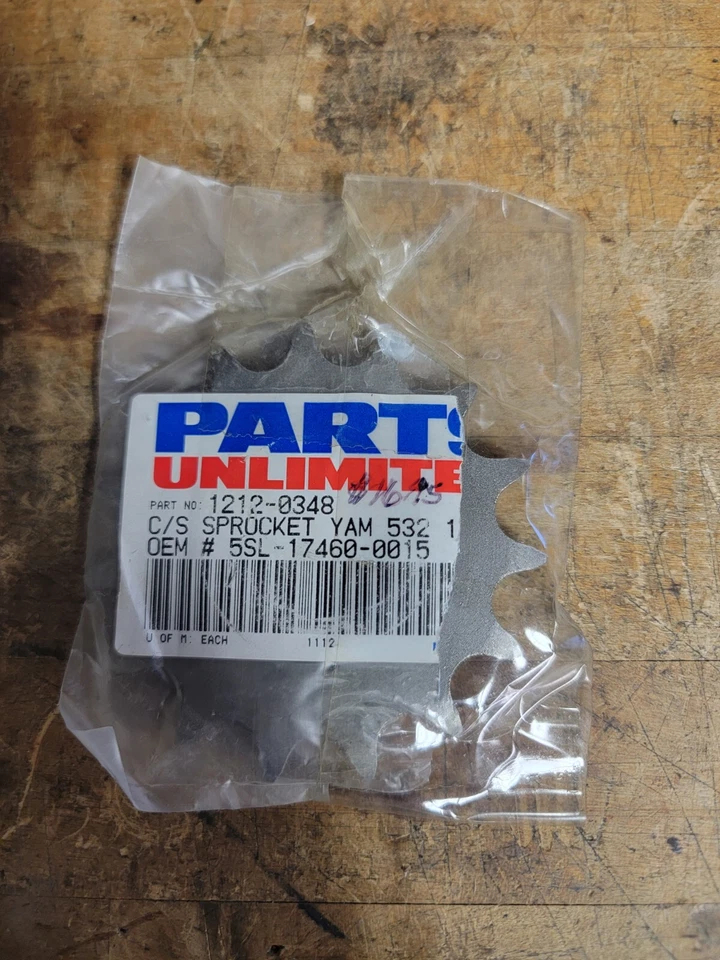 PARTS
UNLIMITE
PART NO: 1212-0348
C/S SPROCKET YAM 532 1
OEM # 5SL-17460-0015
U OF M: EACH 1112